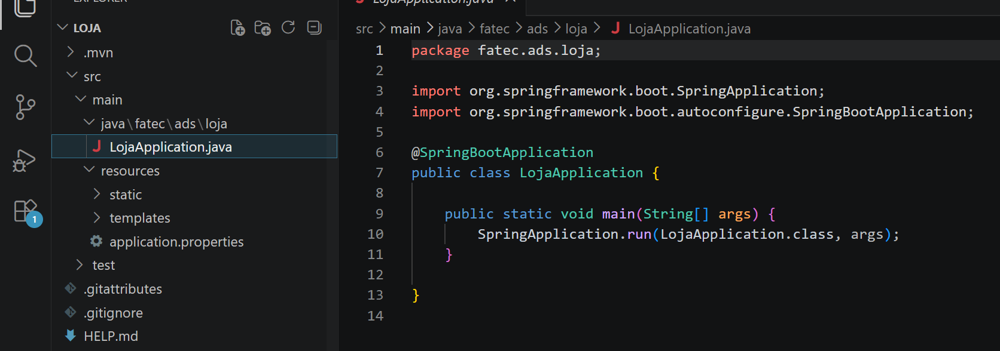 EXPLORER
LOJA
.mvn
src
main
java\fatec\ads\loja
J LojaApplication.java
resources
static
templates
application.properties
test
.gitattributes
.gitignore
HELP.md
1
J LojaApplication.java
src > main > java > fatec > ads > loja > J LojaApplication.java
1 package fatec.ads.loja;
2
3 import org.springframework.boot.SpringApplication;
4 import org.springframework.boot.autoconfigure.SpringBootApplication;
5
6 @SpringBootApplication
7 public class LojaApplication {
8
9 public static void main(String[] args) {
10 SpringApplication.run(LojaApplication.class, args);
11 }
12
13 }
14